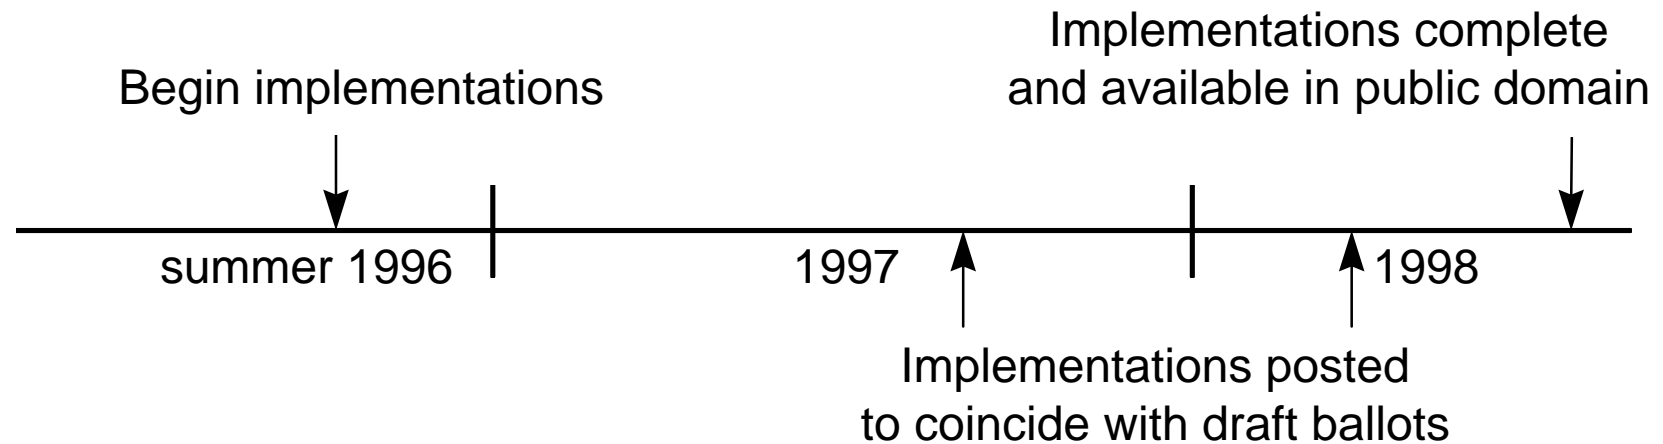 Implementations complete
and available in public domain
Begin implementations
summer 1996
1997
1998
Implementations posted
to coincide with draft ballots